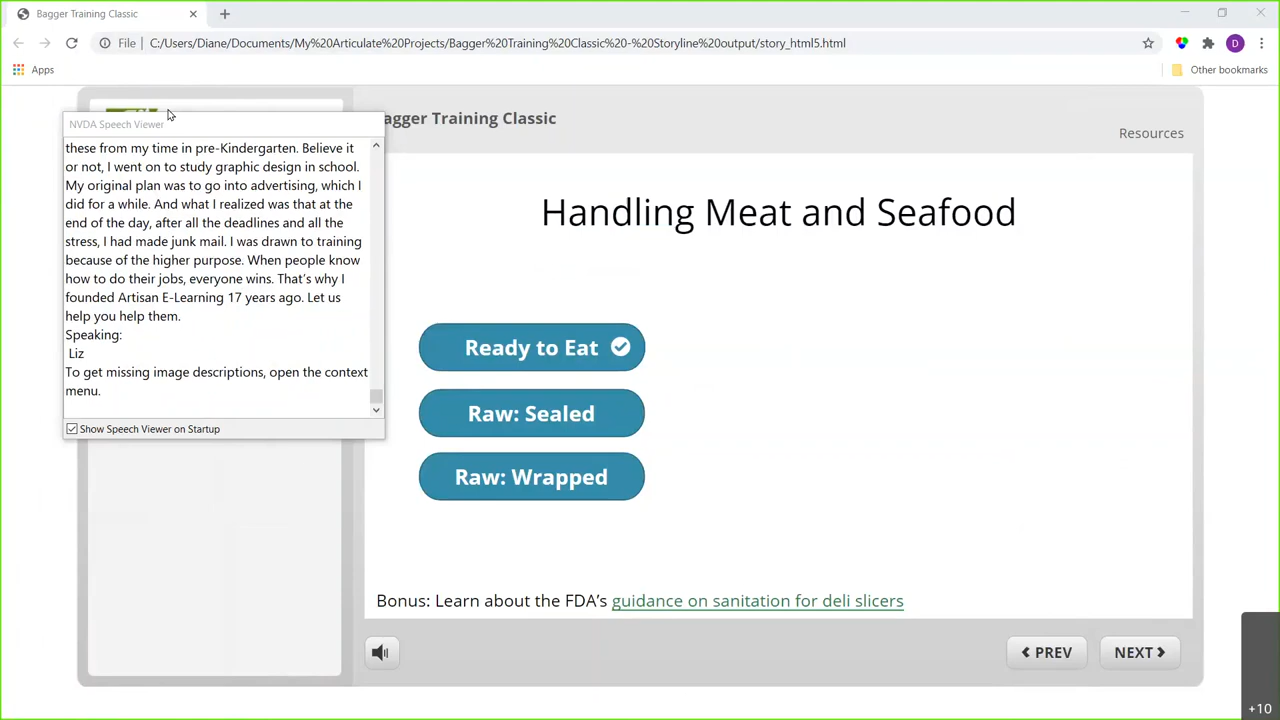 Bagger Training Classic
File
C:/Users/Diane/Documents/My%20Articulate%20Projects/Bagger%20Training%20Classic%20-%20Storyline%20output/story_html5.html
D
Apps
Other bookmarks
NVDA Speech Viewer
these from my time in pre-Kindergarten. Believe it
or not, I went on to study graphic design in school.
My original plan was to go into advertising, which I
did for a while. And what I realized was that at the
end of the day, after all the deadlines and all the
stress, I had made junk mail. I was drawn to training
because of the higher purpose. When people know
how to do their jobs, everyone wins. That's why I
founded Artisan E-Learning 17 years ago. Let us
help you help them.
Speaking:
Liz
To get missing image descriptions, open the context
menu.
Show Speech Viewer on Startup
agger Training Classic
Resources
Handling Meat and Seafood
Ready to Eat
Raw: Sealed
Raw: Wrapped
Bonus: Learn about the FDA's guidance on sanitation for deli slicers
PREV
NEXT
+10